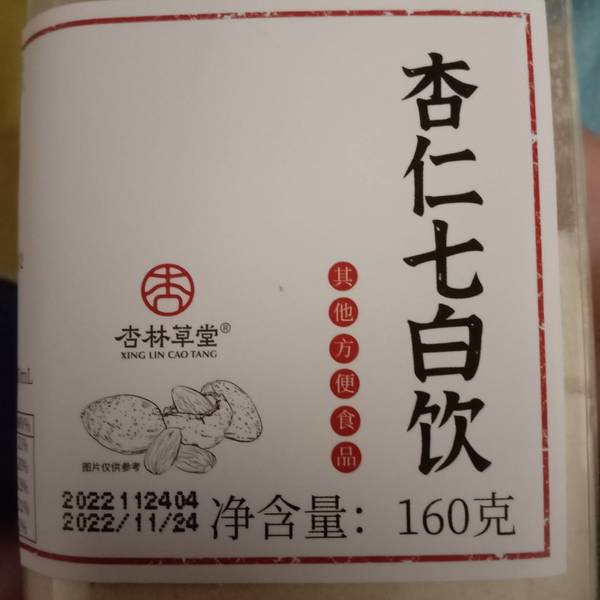 杏仁七白饮
其他方便食品
杏林草堂®
XING LIN CAO TANG
图片仅供参考
2022112404
2022/11/24
净含量：160克